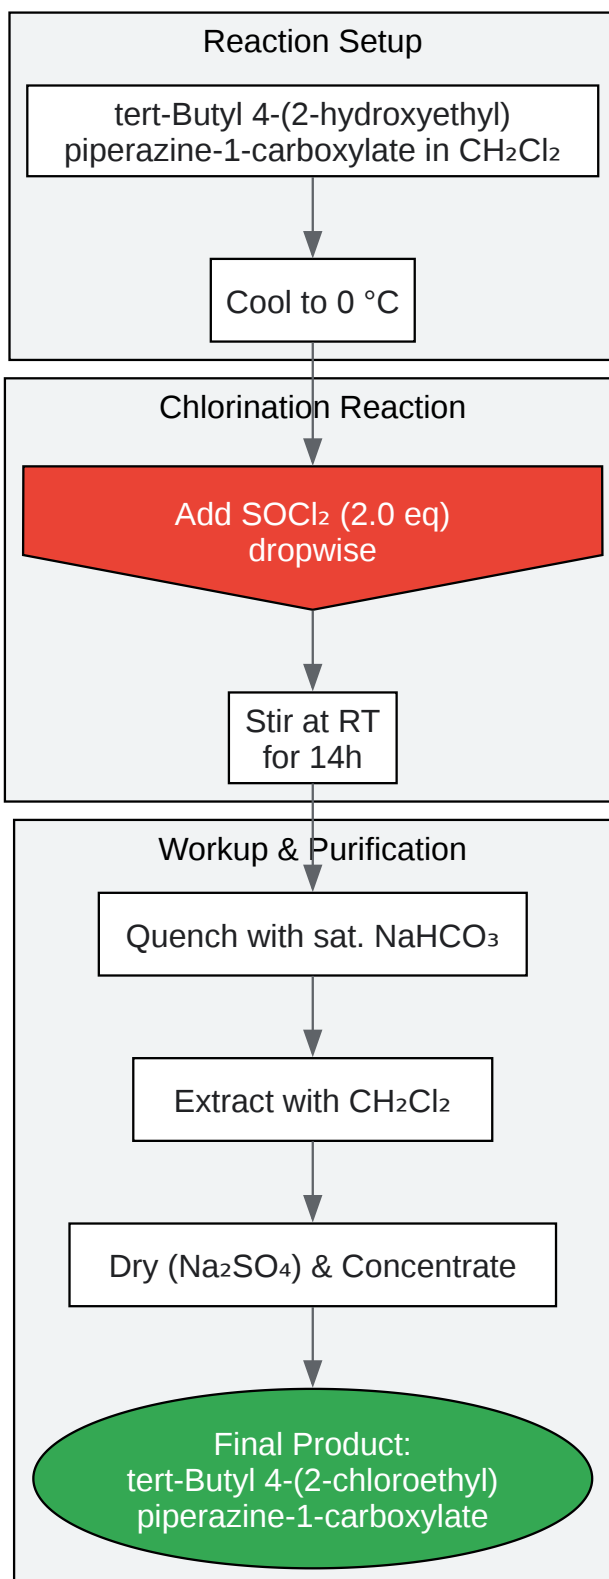 Reaction Setup
tert-Butyl 4-(2-hydroxyethyl)
piperazine-1-carboxylate in CH₂Cl₂
Cool to 0 °C
Chlorination Reaction
Add SOCl₂ (2.0 eq)
dropwise
Stir at RT
for 14h
Workup & Purification
Quench with sat. NaHCO₃
Extract with CH₂Cl₂
Dry (Na₂SO₄) & Concentrate
Final Product:
tert-Butyl 4-(2-chloroethyl)
piperazine-1-carboxylate